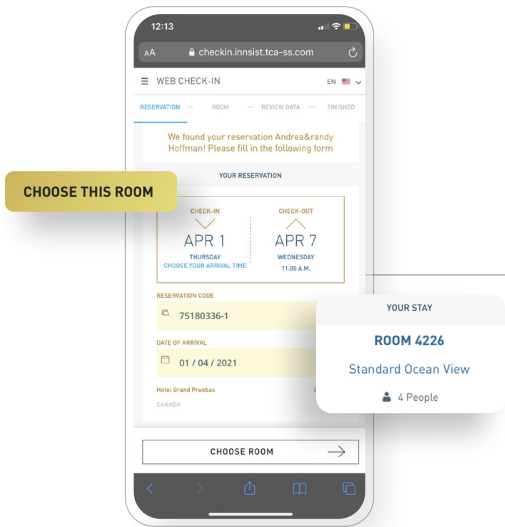 12:13
AA
checkin.innsist.tca-ss.com
WEB CHECK-IN
EN
RESERVATION
ROOM
REVIEW DATA
FINISHED
We found your reservation Andrea&randy
Hoffman! Please fill in the following form
YOUR RESERVATION
CHOOSE THIS ROOM
CHECK-IN
APR 1
THURSDAY
CHOOSE YOUR ARRIVAL TIME
CHECK-OUT
APR 7
WEDNESDAY
11:00 A.M.
RESERVATION CODE
75180336-1
DATE OF ARRIVAL
01 / 04 / 2021
Hotel Grand Pruebas
CANADA
YOUR STAY
ROOM 4226
Standard Ocean View
4 People
CHOOSE ROOM